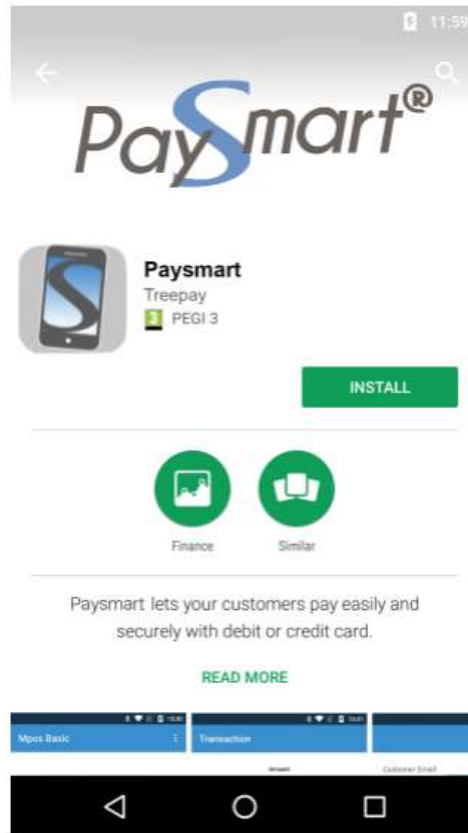 11:59
PaySmart®
Paysmart
Treepay
3 PEGI 3
INSTALL
Finance Similar
Paysmart lets your customers pay easily and
securely with debit or credit card.
READ MORE
Mpos Basic Transaction
Amount Customer Email